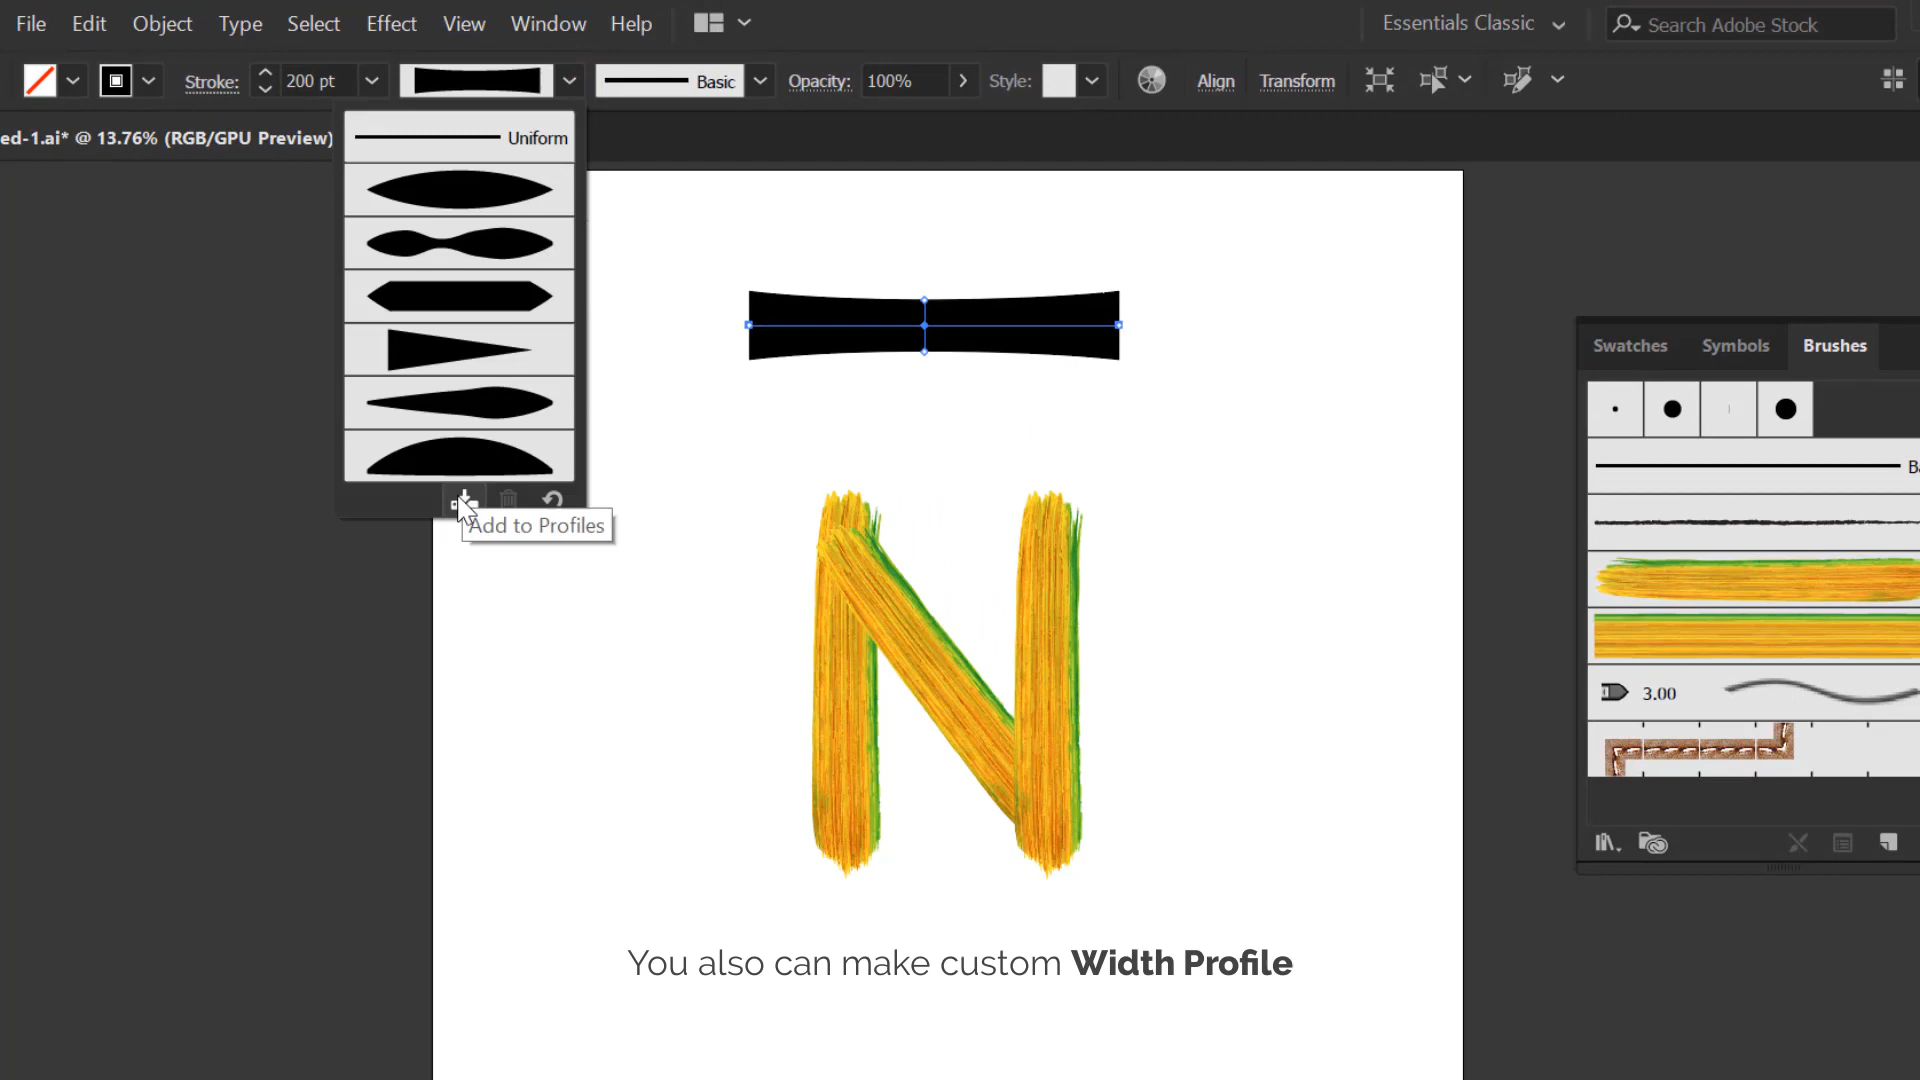 File Edit Object Type Select Effect View Window Help Essentials Classic Search Adobe Stock
Stroke: 200 pt Basic Opacity: 100% Style: Align Transform
ed-1.ai* @ 13.76% (RGB/GPU Preview)
Uniform
Add to Profiles
Swatches Symbols Brushes
3.00
N
You also can make custom Width Profile